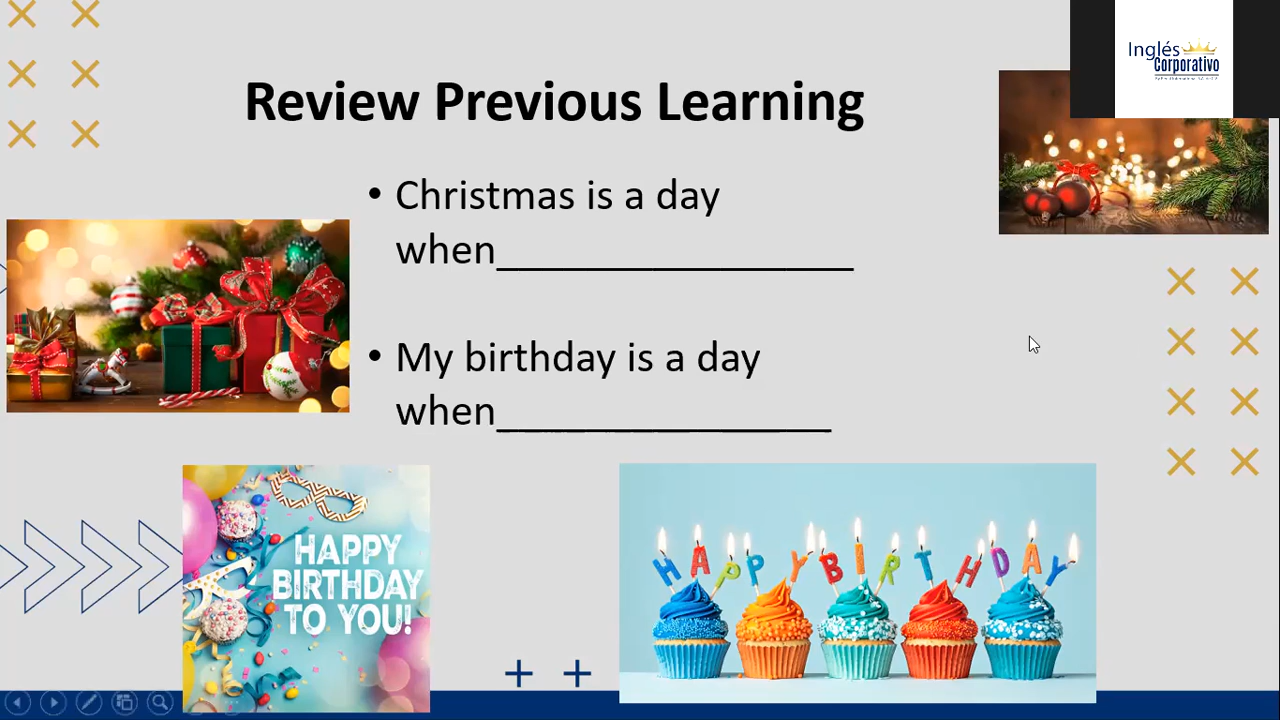 Inglés
Corporativo
Review Previous Learning
• Christmas is a day
when_________________
• My birthday is a day
when________________
HAPPY
BIRTHDAY
TO YOU!
HAPPY BIRTHDAY